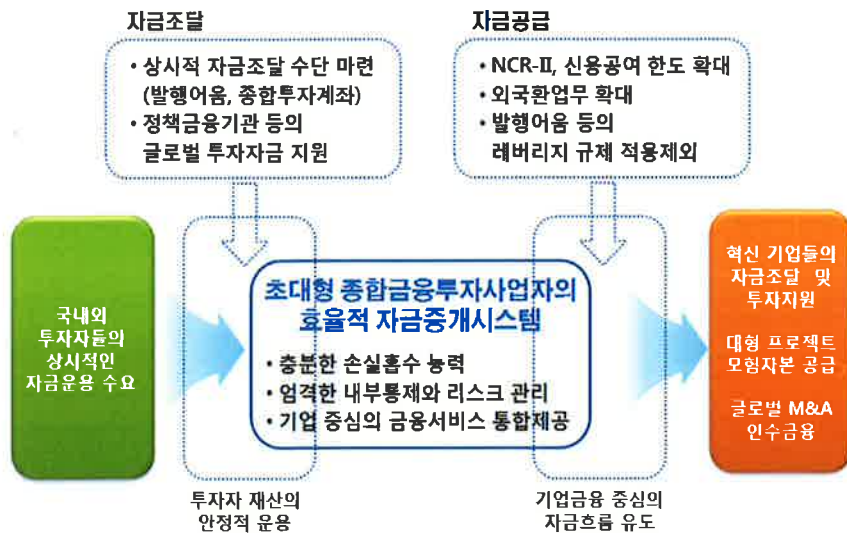 자금조달
• 상시적 자금조달 수단 마련
(발행어음, 종합투자계좌)
• 정책금융기관 등의
글로벌 투자자금 지원
자금공급
• NCR-II, 신용공여 한도 확대
• 외국환업무 확대
• 발행어음 등의
레버리지 규제 적용제외
국내외
투자자들의
상시적인
자금운용 수요
초대형 종합금융투자사업자의
효율적 자금중개시스템
• 충분한 손실흡수 능력
• 엄격한 내부통제와 리스크 관리
• 기업 중심의 금융서비스 통합제공
혁신 기업들의
자금조달 및
투자지원
대형 프로젝트
모험자본 공급
글로벌 M&A
인수금융
투자자 재산의
안정적 운용
기업금융 중심의
자금흐름 유도